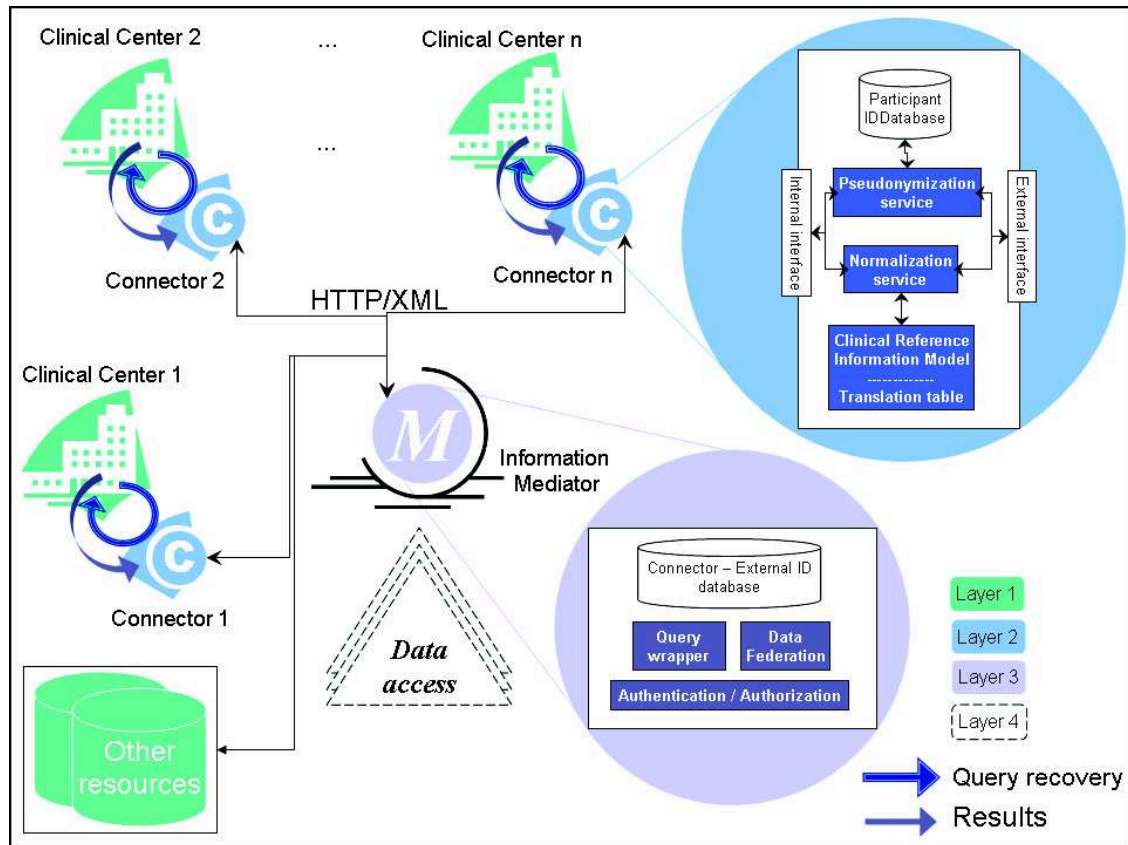 Clinical Center 2
...
Clinical Center n
...
C
Connector 2
C
Connector n
HTTP/XML
Participant
IDDatabase
Internal interface
Pseudonymization
service
External interface
Normalization
service
Clinical Reference
Information Model
-------------
Translation table
Clinical Center 1
C
Connector 1
M
Information
Mediator
Data
access
Other
resources
Connector – External ID
database
Query
wrapper
Data
Federation
Authentication / Authorization
Layer 1
Layer 2
Layer 3
Layer 4
Query recovery
Results